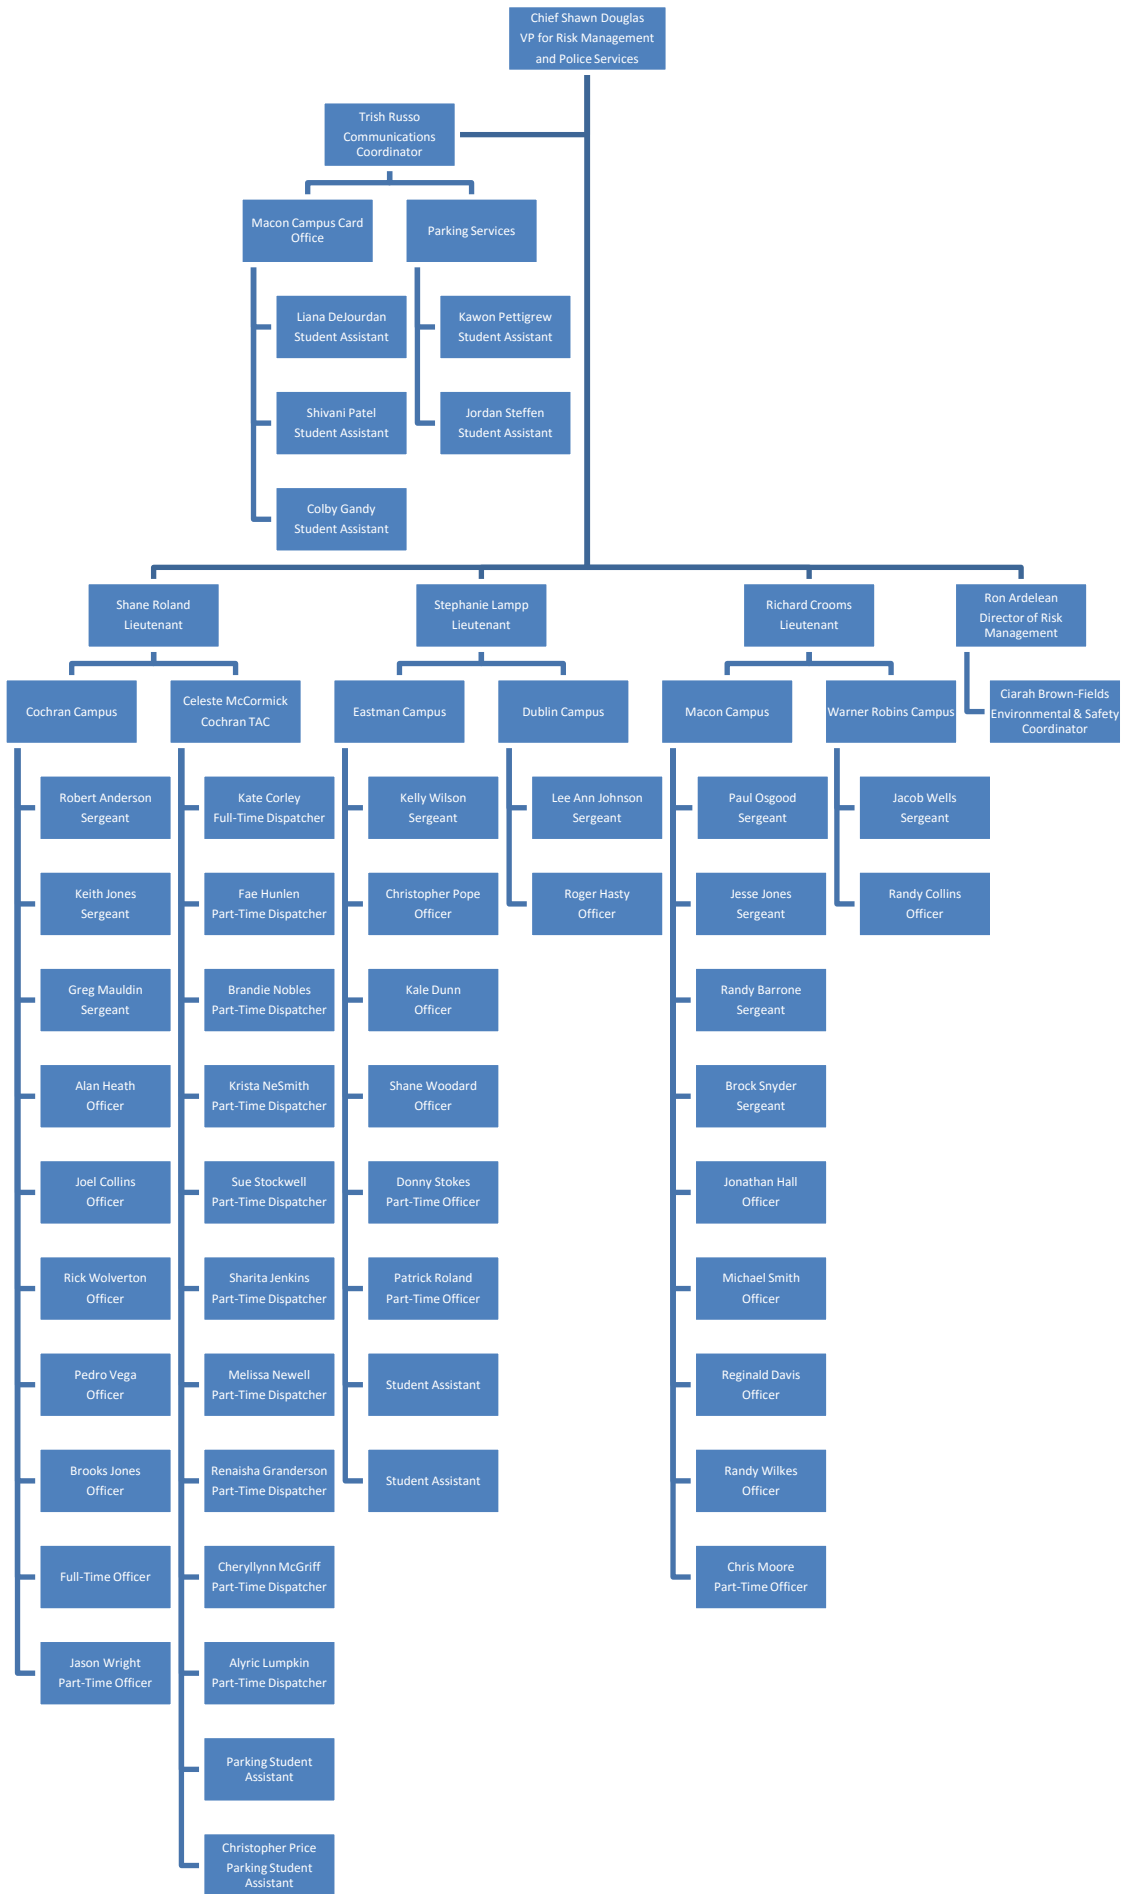 Chief Shawn Douglas
VP for Risk Management
and Police Services
Trish Russo
Communications
Coordinator
Macon Campus Card
Office
Parking Services
Liana DeJourdan
Student Assistant
Kawon Pettigrew
Student Assistant
Shivani Patel
Student Assistant
Jordan Steffen
Student Assistant
Colby Gandy
Student Assistant
Shane Roland
Lieutenant
Stephanie Lampp
Lieutenant
Richard Crooms
Lieutenant
Ron Ardelean
Director of Risk
Management
Cochran Campus
Celeste McCormick
Cochran TAC
Eastman Campus
Dublin Campus
Macon Campus
Warner Robins Campus
Ciarah Brown-Fields
Environmental & Safety
Coordinator
Robert Anderson
Sergeant
Kate Corley
Full-Time Dispatcher
Kelly Wilson
Sergeant
Lee Ann Johnson
Sergeant
Paul Osgood
Sergeant
Jacob Wells
Sergeant
Keith Jones
Sergeant
Fae Hunlen
Part-Time Dispatcher
Christopher Pope
Officer
Roger Hasty
Officer
Jesse Jones
Sergeant
Randy Collins
Officer
Greg Mauldin
Sergeant
Brandie Nobles
Part-Time Dispatcher
Kale Dunn
Officer
Randy Barrone
Sergeant
Alan Heath
Officer
Krista NeSmith
Part-Time Dispatcher
Shane Woodard
Officer
Brock Snyder
Sergeant
Joel Collins
Officer
Sue Stockwell
Part-Time Dispatcher
Donny Stokes
Part-Time Officer
Jonathan Hall
Officer
Rick Wolverton
Officer
Sharita Jenkins
Part-Time Dispatcher
Patrick Roland
Part-Time Officer
Michael Smith
Officer
Pedro Vega
Officer
Melissa Newell
Part-Time Dispatcher
Student Assistant
Reginald Davis
Officer
Brooks Jones
Officer
Renaisha Granderson
Part-Time Dispatcher
Student Assistant
Randy Wilkes
Officer
Full-Time Officer
Cheryllynn McGriff
Part-Time Dispatcher
Chris Moore
Part-Time Officer
Jason Wright
Part-Time Officer
Alyric Lumpkin
Part-Time Dispatcher
Parking Student
Assistant
Christopher Price
Parking Student
Assistant